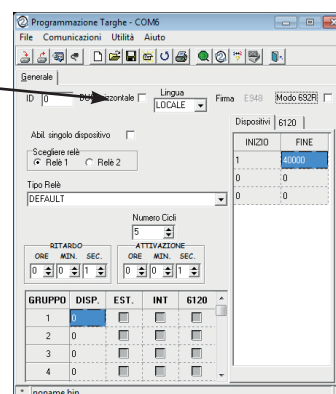 Programmazione Targhe - COM6
File Comunicazioni Utilità Aiuto
Generale
ID 0 zontale Lingua LOCALE Firma E948 Modo 692R
Abil. singolo dispositivo
Scegliere relè
Relè 1 Relè 2
Tipo Relè
DEFAULT
Numero Cicli
5
RITARDO ATTIVAZIONE
ORE MIN. SEC. ORE MIN. SEC.
0 0 1 0 0 1
GRUPPO DISP. EST. INT 6120
1 0
2 0
3 0
4 0
Dispositivi 6120
INIZIO FINE
1 40000
0 0
0 0
* noname.bin